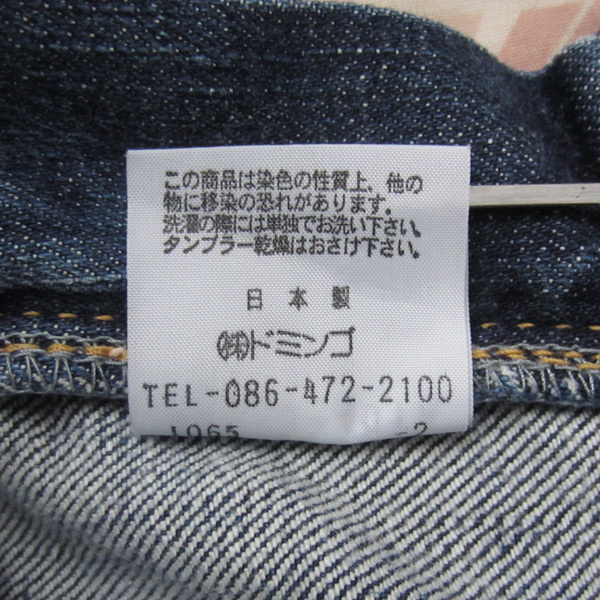 この商品は染色の性質上、他の
物に移染の恐れがあります。
洗濯の際には単独でお洗い下さい。
タンブラー乾燥はおさけ下さい。
日本製
㈱ドミンゴ
TEL-086-472-2100
1065
2